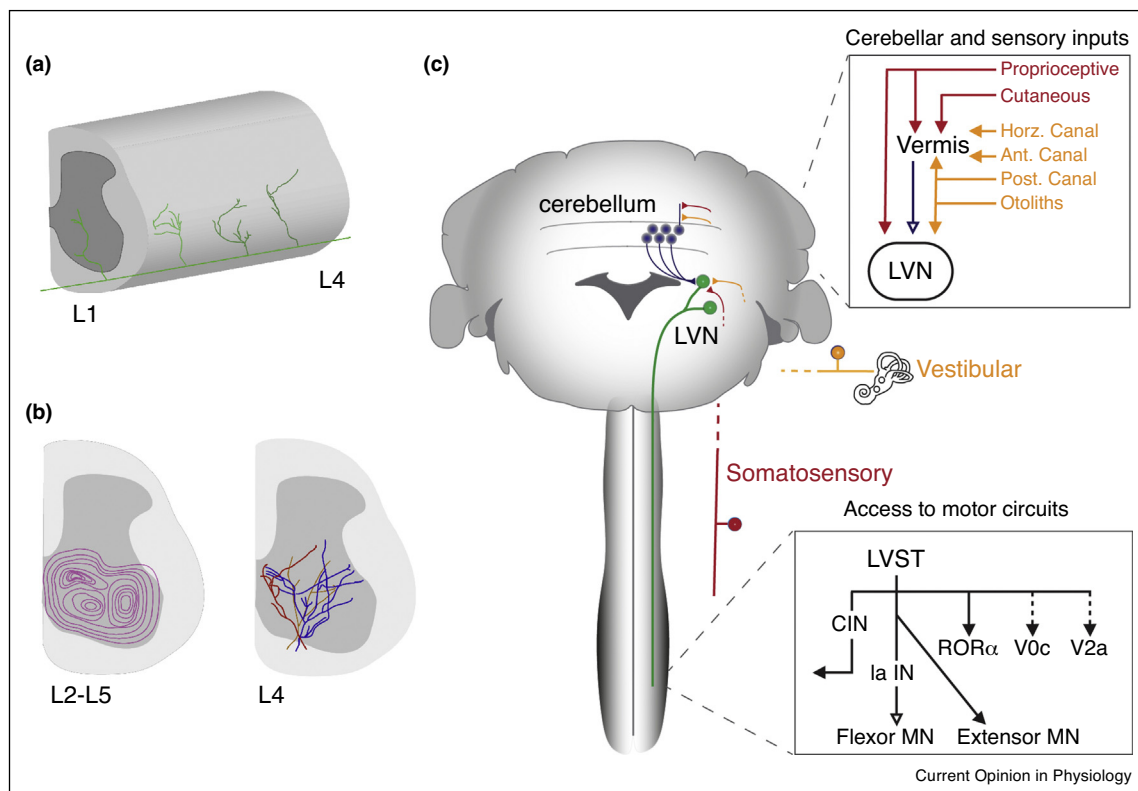 (a)
L1
L4
(b)
L2-L5
L4
(c)
cerebellum
LVN
Vestibular
Somatosensory
Cerebellar and sensory inputs
Proprioceptive
Cutaneous
Horz. Canal
Vermis
Ant. Canal
Post. Canal
Otoliths
LVN
Access to motor circuits
LVST
CIN
RORα
V0c
V2a
Ia IN
Flexor MN
Extensor MN
Current Opinion in Physiology